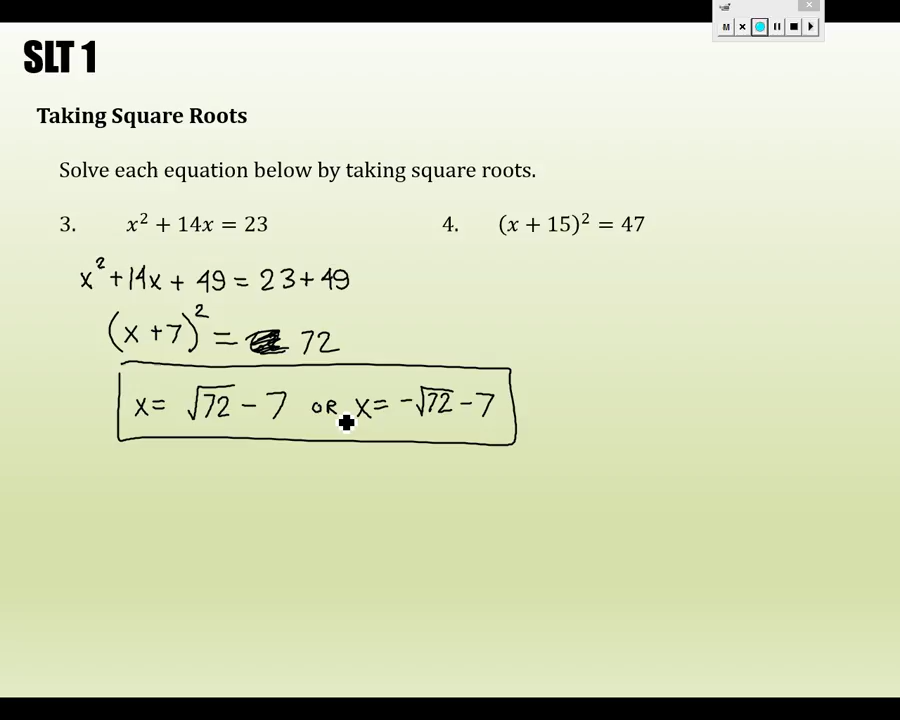 SLT 1
Taking Square Roots
Solve each equation below by taking square roots.
3. x² + 14x = 23
4. (x + 15)² = 47
x² + 14x + 49 = 23 + 49
(x + 7)² = 72
x = √72 - 7 OR x = -√72 - 7
M